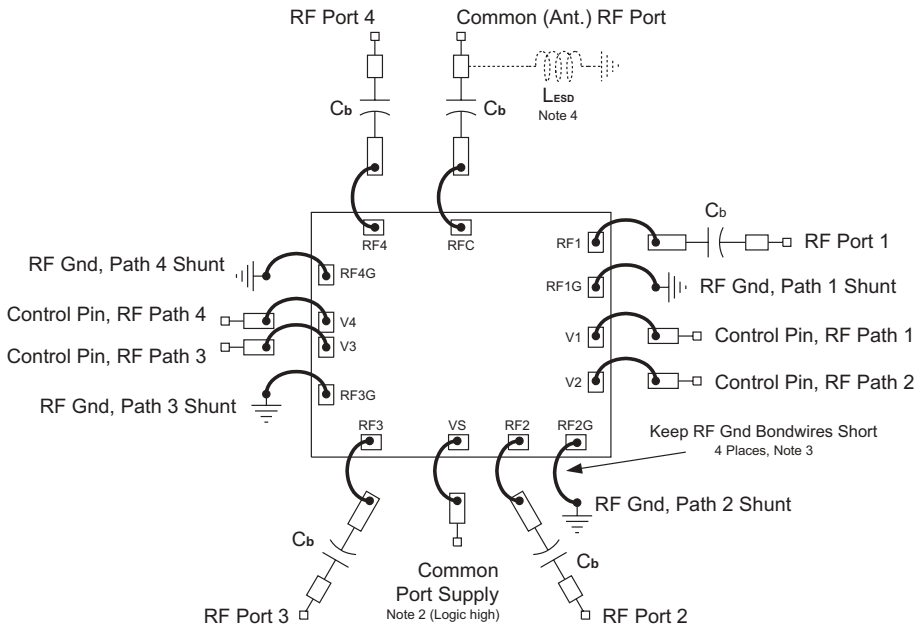 RF Port 4
Common (Ant.) RF Port
Cb
Cb
LESD
Note 4
Cb
RF4
RFC
RF1
RF Port 1
RF Gnd, Path 4 Shunt
RF4G
RF1G
RF Gnd, Path 1 Shunt
Control Pin, RF Path 4
V4
Control Pin, RF Path 3
V3
V1
Control Pin, RF Path 1
V2
Control Pin, RF Path 2
RF Gnd, Path 3 Shunt
RF3G
RF3
VS
RF2
RF2G
Keep RF Gnd Bondwires Short
4 Places, Note 3
RF Gnd, Path 2 Shunt
Cb
Cb
Common
Port Supply
Note 2 (Logic high)
RF Port 3
RF Port 2